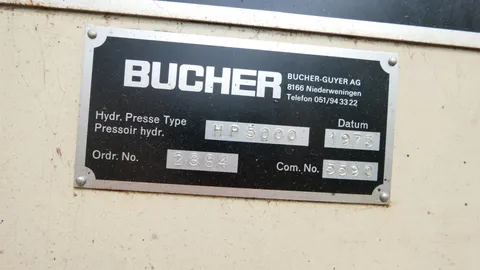 BUCHER
BUCHER-GUYER AG
8166 Niederweningen
Telefon 051/94 33 22
Hydr. Presse Type
Pressoir hydr.
HP5000
Datum
1973
Ordr. No.
2884
Com. No.
5590